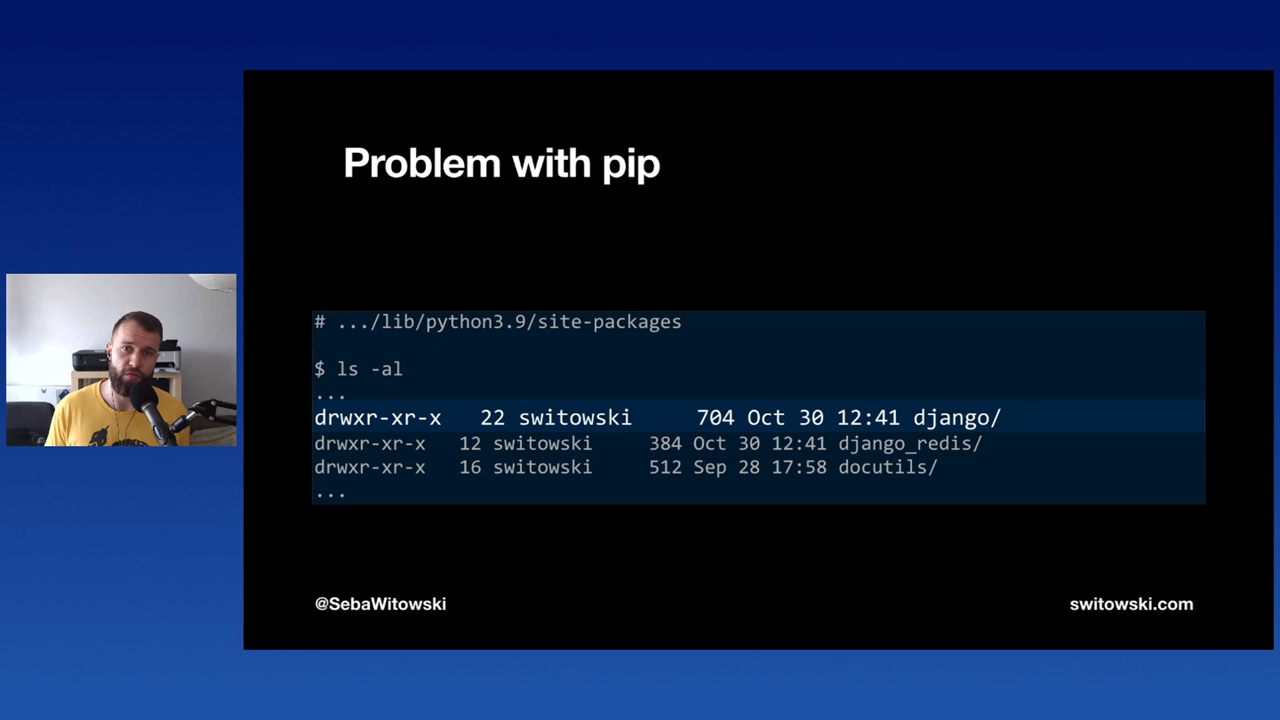 Problem with pip
# .../lib/python3.9/site-packages
$ ls -al
...
drwxr-xr-x 22 switowski 704 Oct 30 12:41 django/
drwxr-xr-x 12 switowski 384 Oct 30 12:41 django_redis/
drwxr-xr-x 16 switowski 512 Sep 28 17:58 docutils/
...
@SebaWitowski
switowski.com